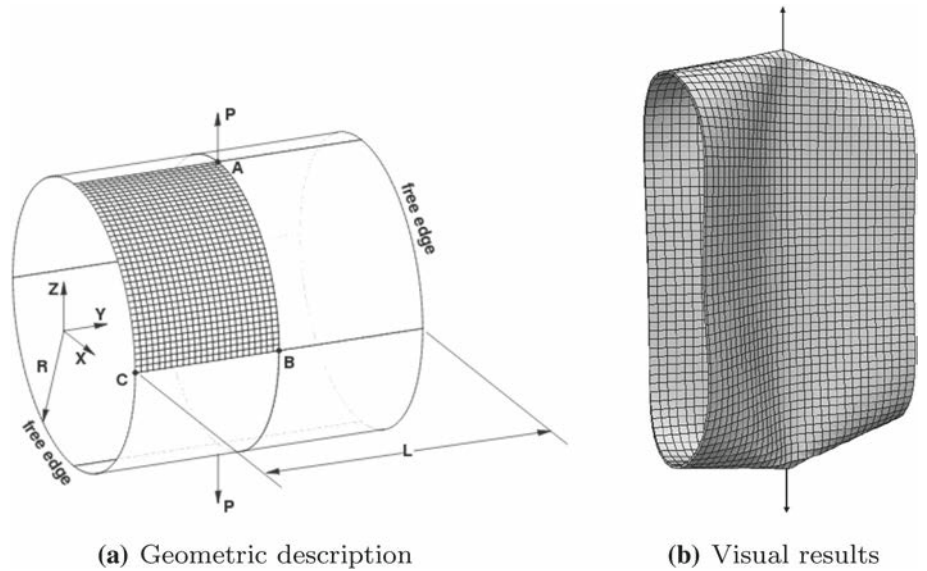 P
A
free edge
Z
Y
X
R
C
B
free edge
L
P
(a) Geometric description
(b) Visual results